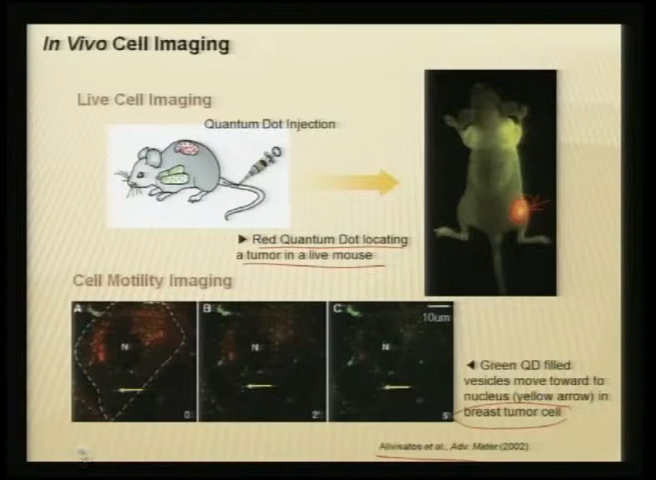 In Vivo Cell Imaging
Live Cell Imaging
Quantum Dot Injection
► Red Quantum Dot locating
a tumor in a live mouse
Cell Motility Imaging
A
B
C
10um
N
N
N
0
2'
5'
◄ Green QD filled
vesicles move toward to
nucleus (yellow arrow) in
breast tumor cell
Alivisatos et al., Adv. Mater (2002)